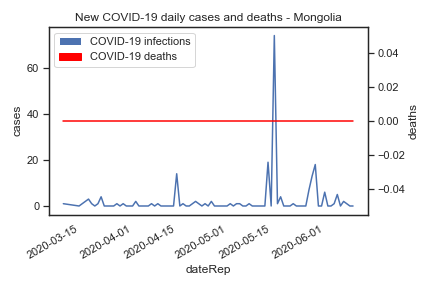 New COVID-19 daily cases and deaths - Mongolia
COVID-19 infections
COVID-19 deaths
60
40
20
0
cases
0.04
0.02
0.00
−0.02
−0.04
deaths
2020-03-15
2020-04-01
2020-04-15
2020-05-01
2020-05-15
2020-06-01
dateRep